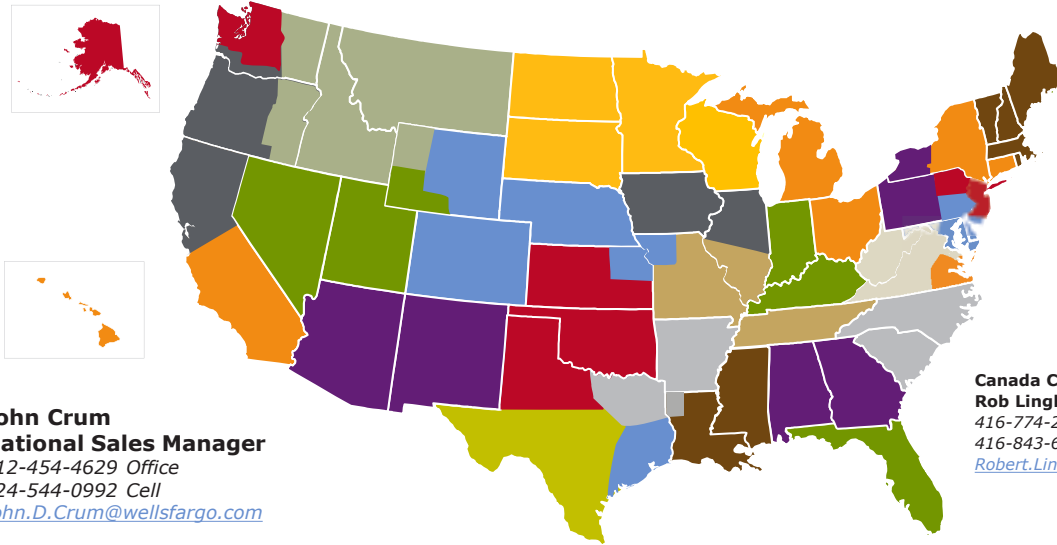 ohn Crum
ational Sales Manager
12-454-4629 Office
24-544-0992 Cell
ohn.D.Crum@wellsfargo.com
Canada C
Rob Lingl
416-774-2
416-843-6
Robert.Lin